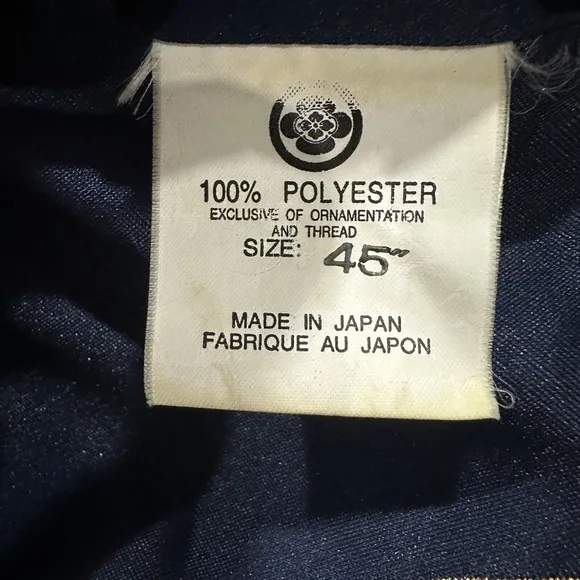 100% POLYESTER
EXCLUSIVE OF ORNAMENTATION
AND THREAD
SIZE: 45"
MADE IN JAPAN
FABRIQUE AU JAPON